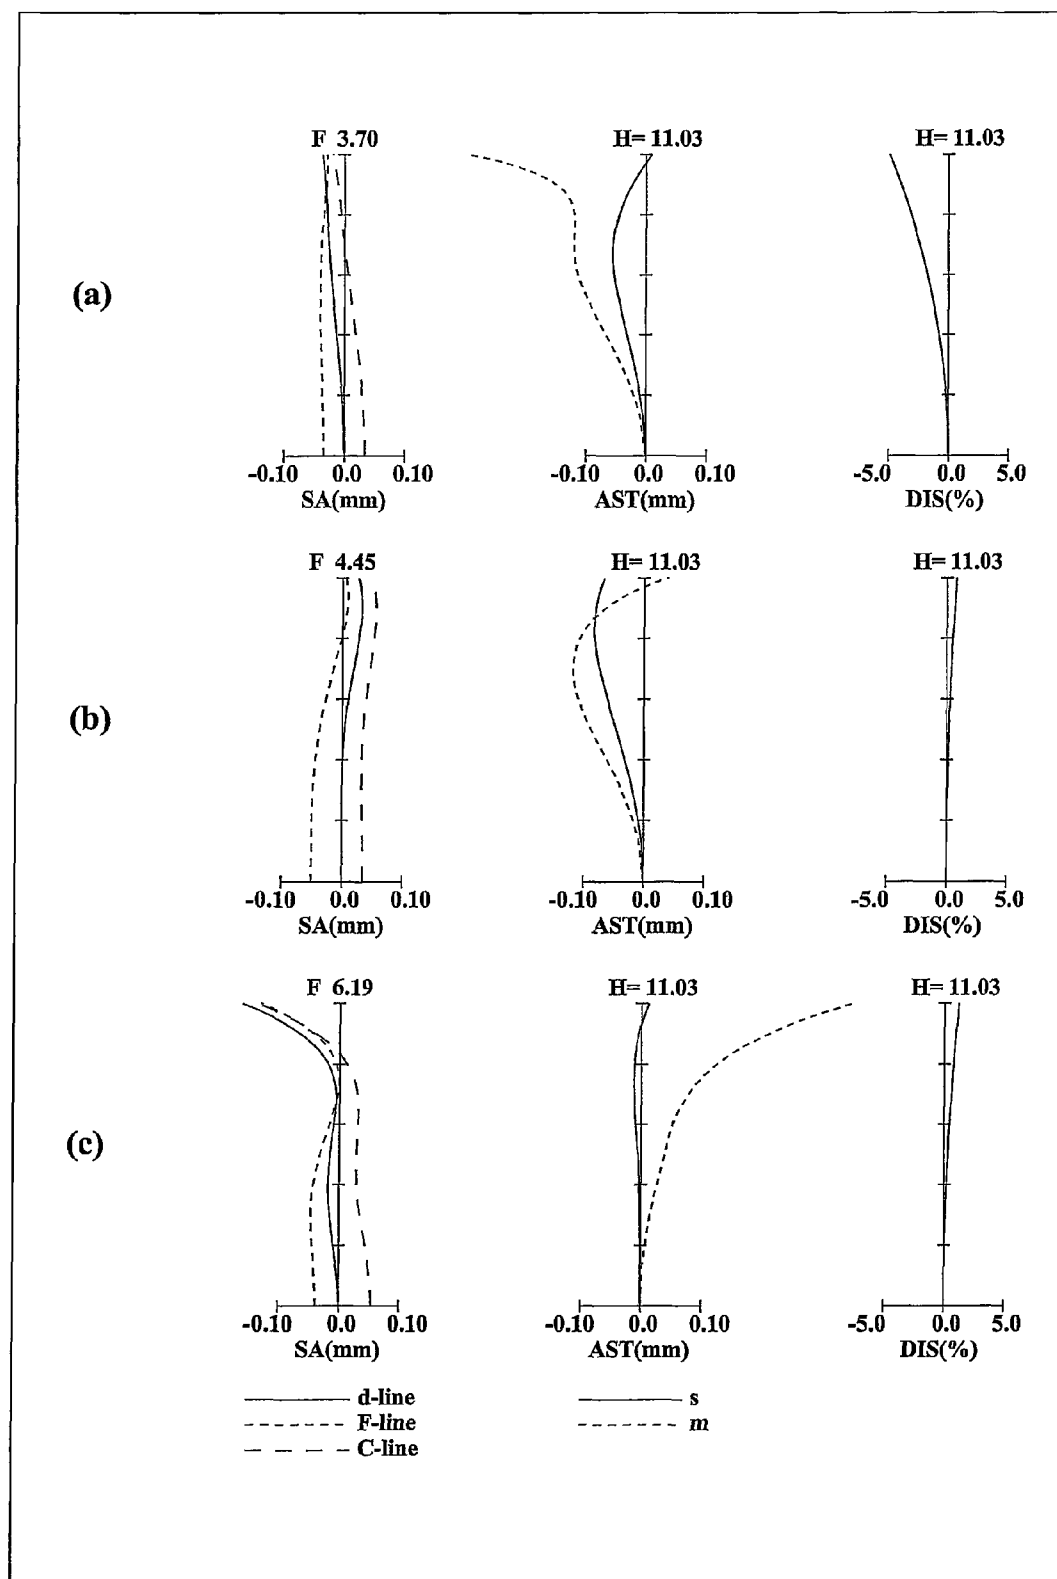 F 3.70 H= 11.03 H= 11.03
(a)
-0.10 0.0 0.10 -0.10 0.0 0.10 -5.0 0.0 5.0
SA(mm) AST(mm) DIS(%)
F 4.45 H= 11.03 H= 11.03
(b)
-0.10 0.0 0.10 -0.10 0.0 0.10 -5.0 0.0 5.0
SA(mm) AST(mm) DIS(%)
F 6.19 H= 11.03 H= 11.03
(c)
-0.10 0.0 0.10 -0.10 0.0 0.10 -5.0 0.0 5.0
SA(mm) AST(mm) DIS(%)
d-line s
F-line m
C-line